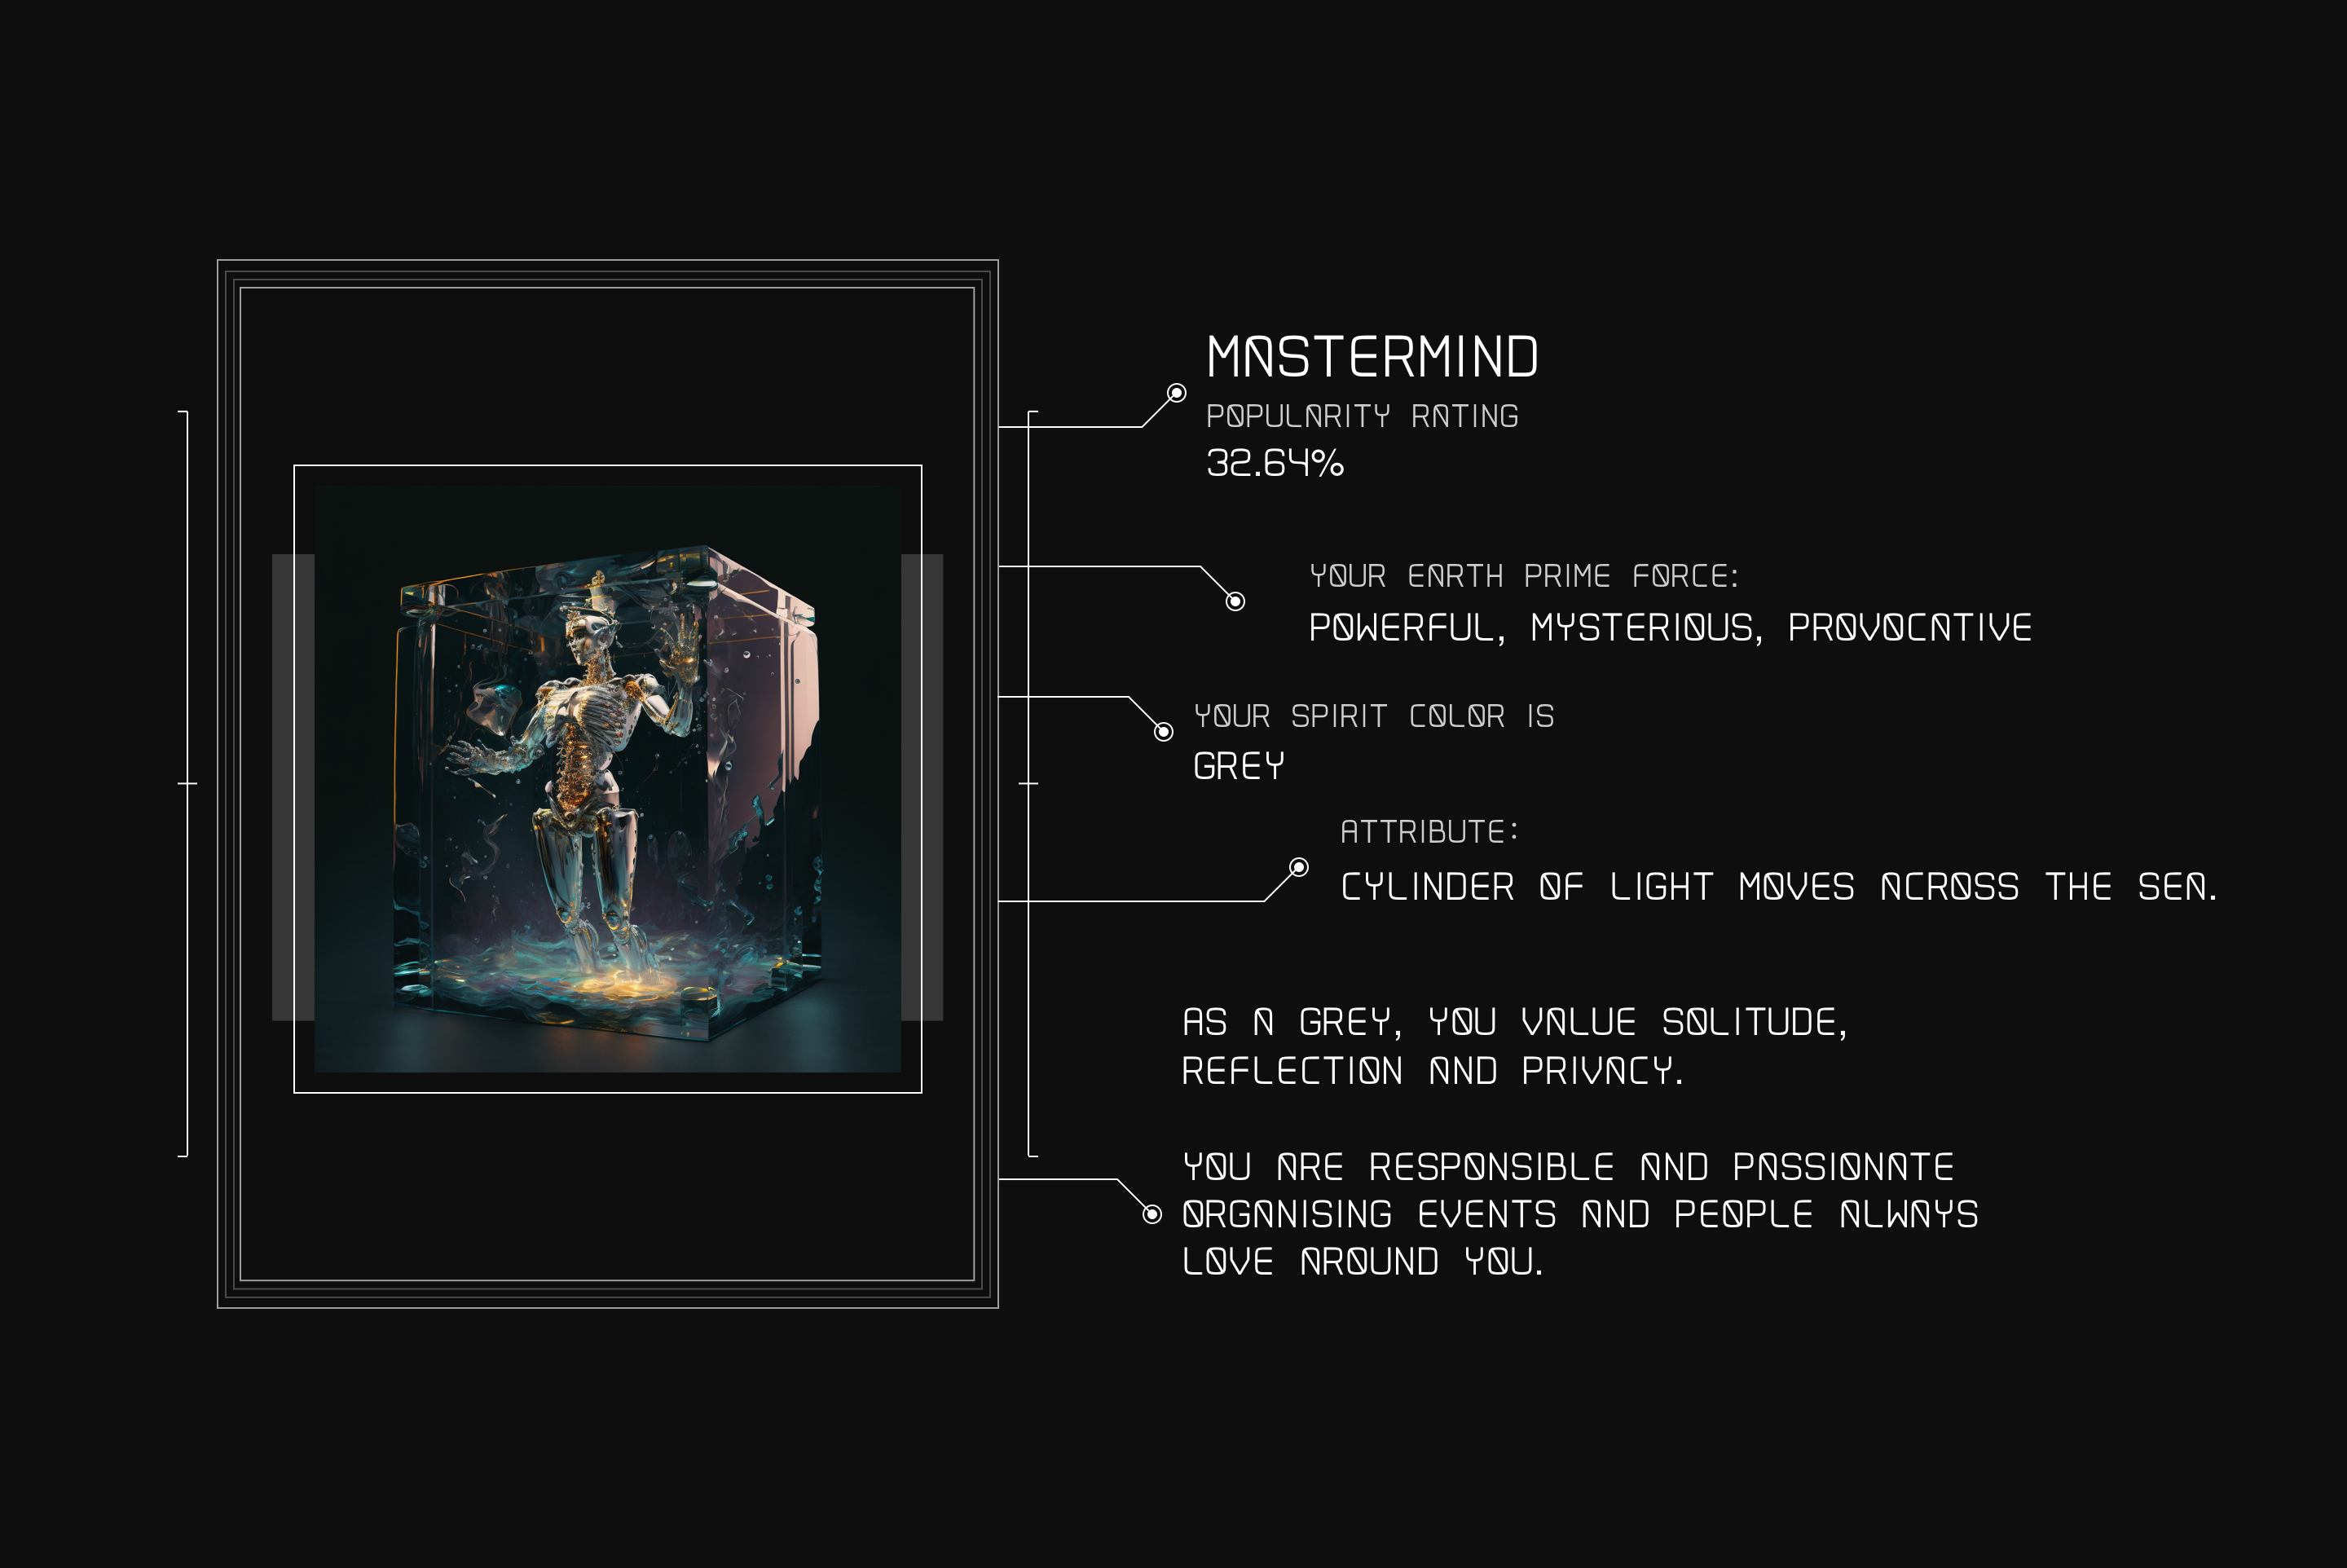 MASTERMIND
POPULARITY RATING
32.64%
YOUR EARTH PRIME FORCE:
POWERFUL, MYSTERIOUS, PROVOCATIVE
YOUR SPIRIT COLOR IS
GREY
ATTRIBUTE:
CYLINDER OF LIGHT MOVES ACROSS THE SEA.
AS A GREY, YOU VALUE SOLITUDE,
REFLECTION AND PRIVACY.
YOU ARE RESPONSIBLE AND PASSIONATE
ORGANISING EVENTS AND PEOPLE ALWAYS
LOVE AROUND YOU.